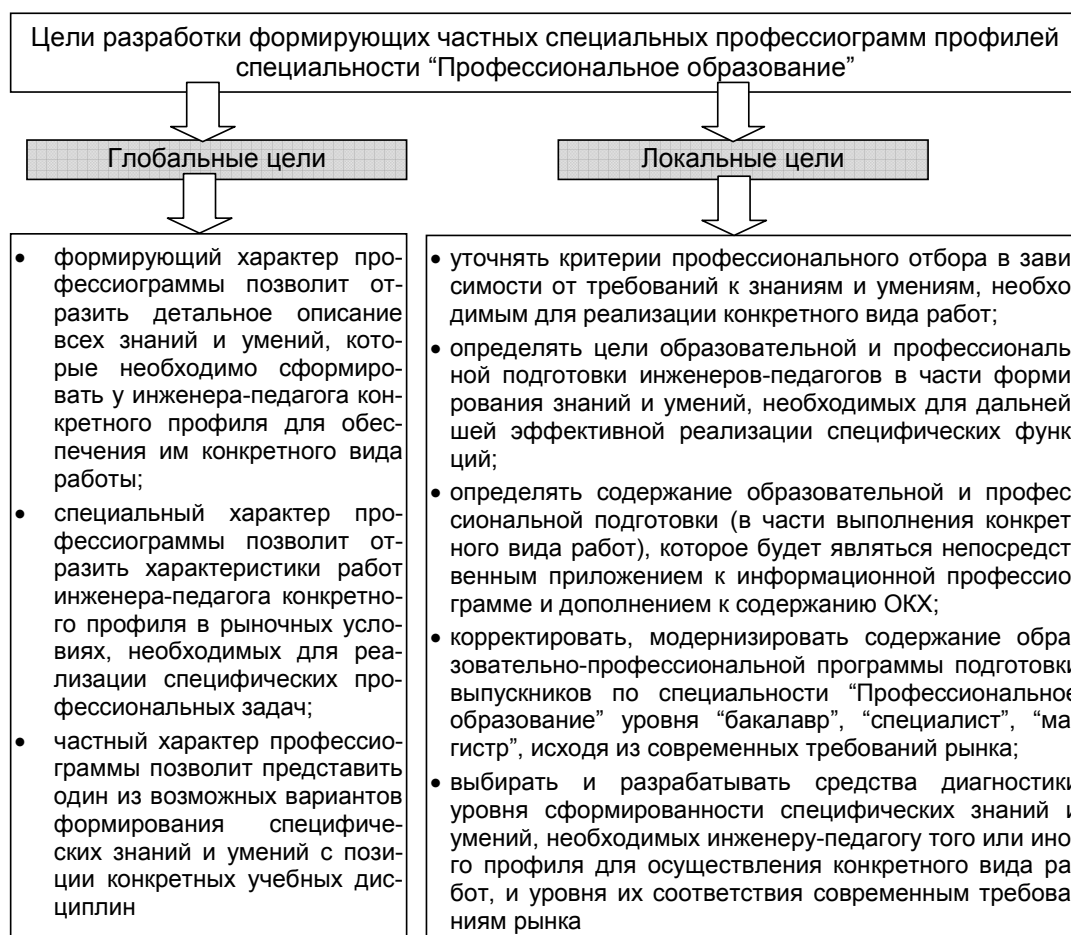 Цели разработки формирующих частных специальных профессиограмм профилей
специальности “Профессиональное образование”
Глобальные цели
Локальные цели
• формирующий характер про-
фессиограммы позволит от-
разить детальное описание
всех знаний и умений, кото-
рые необходимо сформиро-
вать у инженера-педагога кон-
кретного профиля для обес-
печения им конкретного вида
работы;
• специальный характер про-
фессиограммы позволит от-
разить характеристики работ
инженера-педагога конкретно-
го профиля в рыночных усло-
виях, необходимых для реа-
лизации специфических про-
фессиональных задач;
• частный характер профессио-
граммы позволит представить
один из возможных вариантов
формирования специфиче-
ских знаний и умений с пози-
ции конкретных учебных дис-
циплин
• уточнять критерии профессионального отбора в зави
симости от требований к знаниям и умениям, необхо
димым для реализации конкретного вида работ;
• определять цели образовательной и профессиональ
ной подготовки инженеров-педагогов в части форми
рования знаний и умений, необходимых для дальней
шей эффективной реализации специфических функ
ций;
• определять содержание образовательной и профес
сиональной подготовки (в части выполнения конкрет
ного вида работ), которое будет являться непосредст
венным приложением к информационной профессио
грамме и дополнением к содержанию ОКХ;
• корректировать, модернизировать содержание обра
зовательно-профессиональной программы подготовки
выпускников по специальности “Профессиональное
образование” уровня “бакалавр”, “специалист”, “ма
гистр”, исходя из современных требований рынка;
• выбирать и разрабатывать средства диагностики
уровня сформированности специфических знаний и
умений, необходимых инженеру-педагогу того или ино
го профиля для осуществления конкретного вида ра
бот, и уровня их соответствия современным требова
ниям рынка